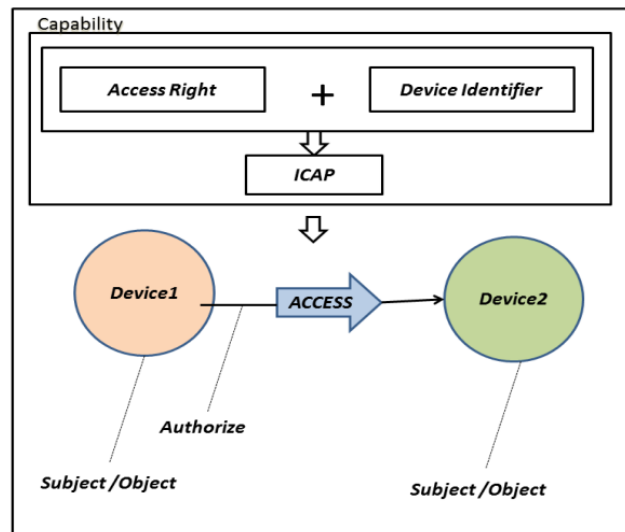 Capability
Access Right + Device Identifier
ICAP
Device1 ACCESS Device2
Authorize
Subject /Object Subject /Object